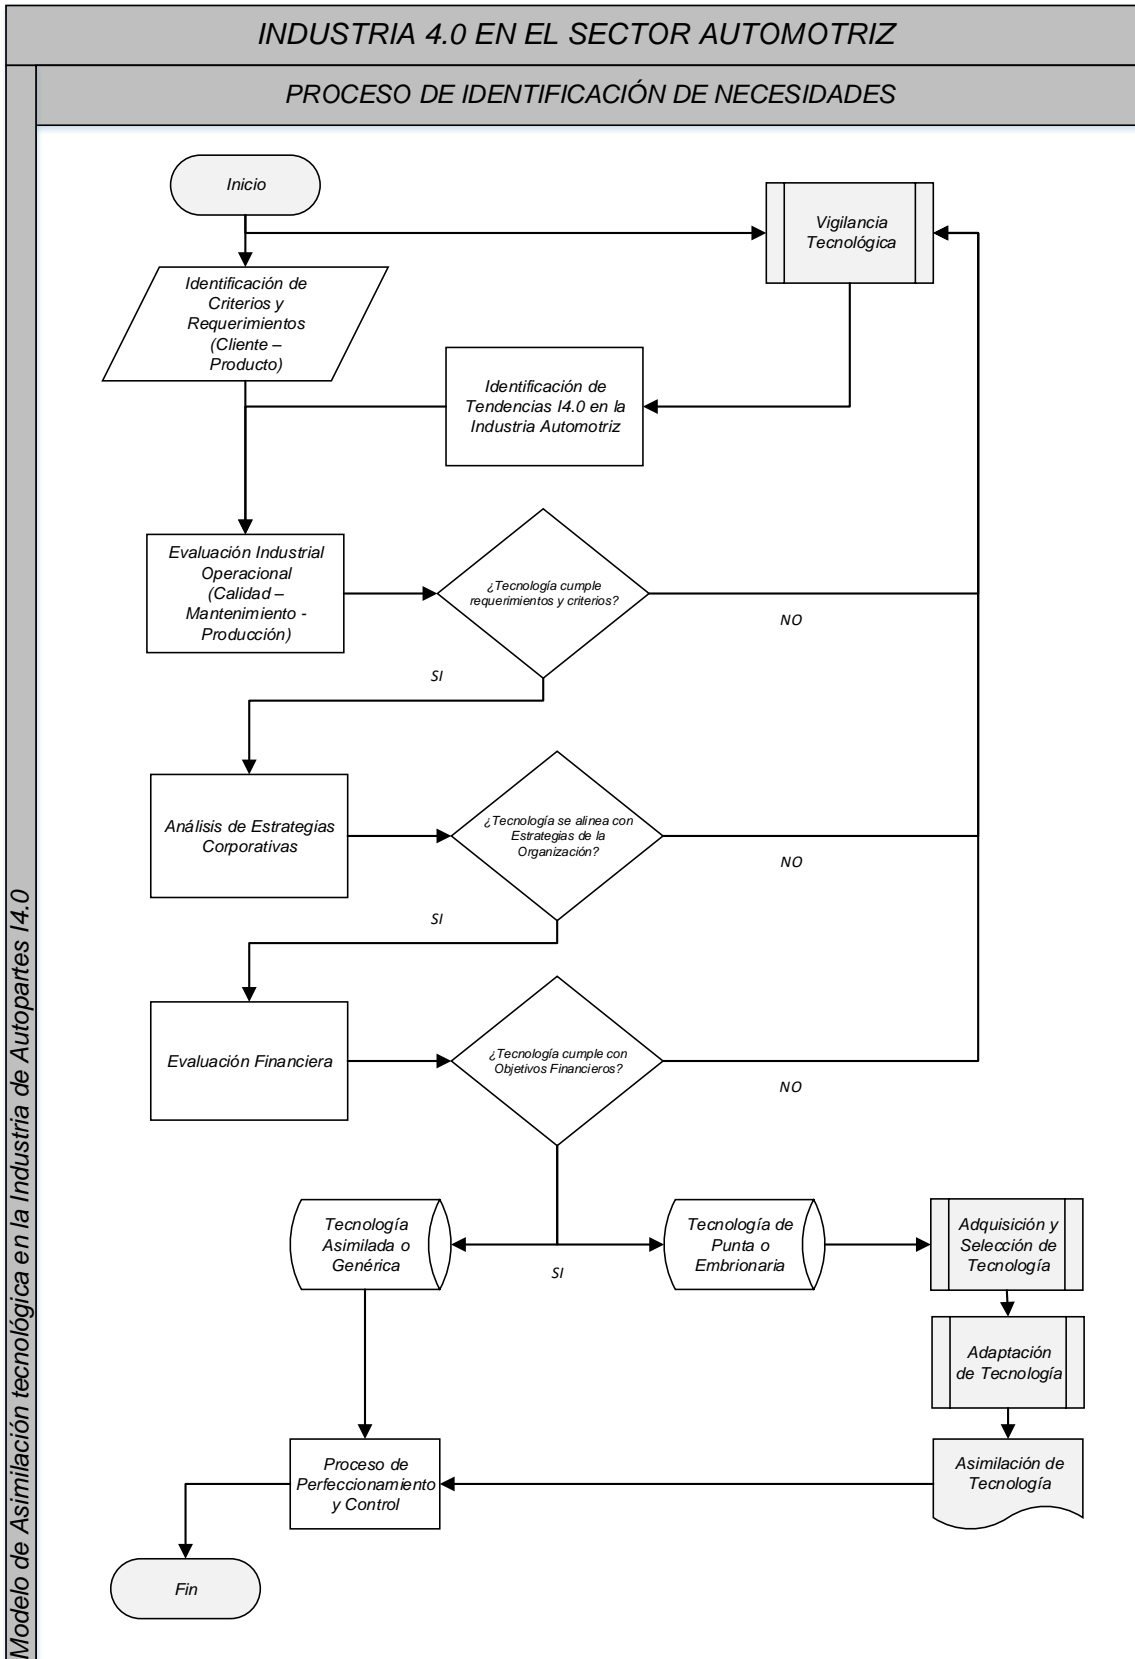 INDUSTRIA 4.0 EN EL SECTOR AUTOMOTRIZ
PROCESO DE IDENTIFICACIÓN DE NECESIDADES
Modelo de Asimilación tecnológica en la Industria de Autopartes I4.0
Inicio
Vigilancia
Tecnológica
Identificación de
Criterios y
Requerimientos
(Cliente –
Producto)
Identificación de
Tendencias I4.0 en la
Industria Automotriz
Evaluación Industrial
Operacional
(Calidad –
Mantenimiento -
Producción)
¿Tecnología cumple
requerimientos y criterios?
NO
SI
Análisis de Estrategias
Corporativas
¿Tecnología se alinea con
Estrategias de la
Organización?
NO
SI
Evaluación Financiera
¿Tecnología cumple con
Objetivos Financieros?
NO
Tecnología
Asimilada o
Genérica
SI
Tecnología de
Punta o
Embrionaria
Adquisición y
Selección de
Tecnología
Adaptación
de Tecnología
Asimilación de
Tecnología
Proceso de
Perfeccionamiento
y Control
Fin